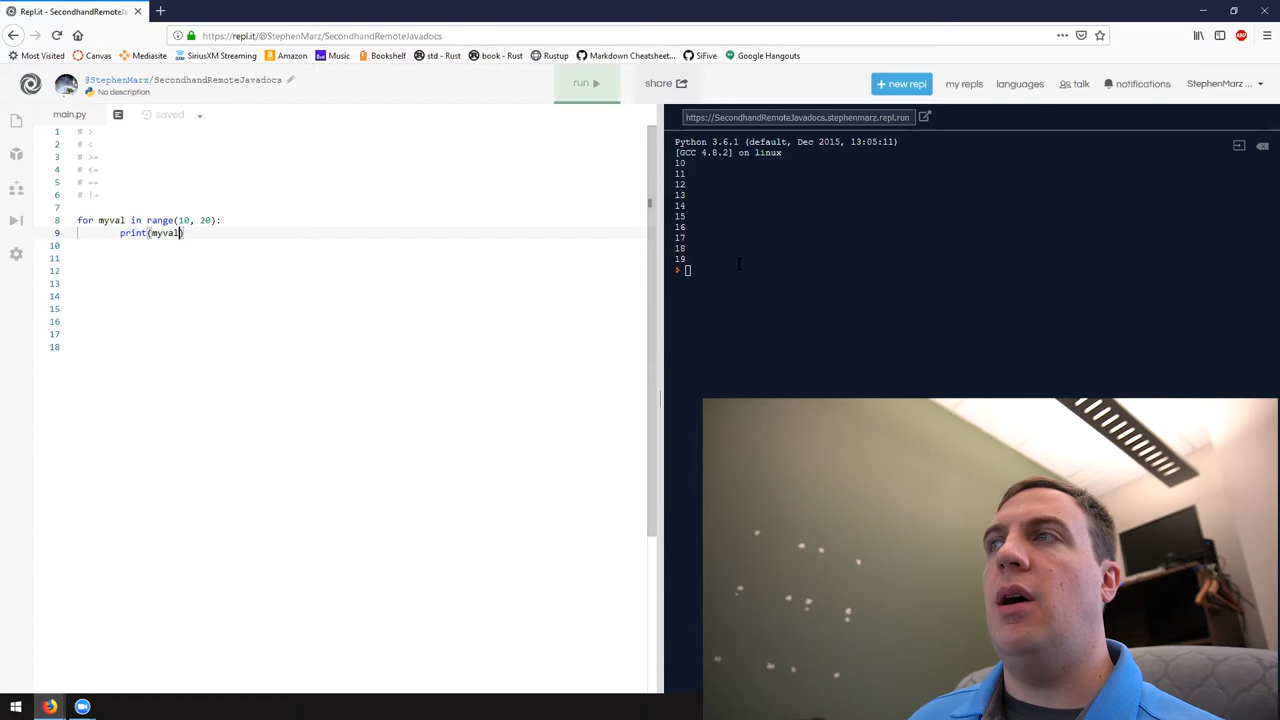 Repl.it - SecondhandRemoteJa
https://repl.it/@StephenMarz/SecondhandRemoteJavadocs
Most Visited Canvas Mediasite SiriusXM Streaming Amazon Music Bookshelf std - Rust book - Rust Rustup Markdown Cheatsheet... SiFive Google Hangouts
@StephenMarz/SecondhandRemoteJavadocs
No description
run
share
+ new repl
my repls
languages
talk
notifications
StephenMarz ...
main.py
saved
1 # >
2 # <
3 # >=
4 # <=
5 # ==
6 # !=
7
8 for myval in range(10, 20):
9 print(myval)
10
11
12
13
14
15
16
17
18
https://SecondhandRemoteJavadocs.stephenmarz.repl.run
Python 3.6.1 (default, Dec 2015, 13:05:11)
[GCC 4.8.2] on linux
10
11
12
13
14
15
16
17
18
19